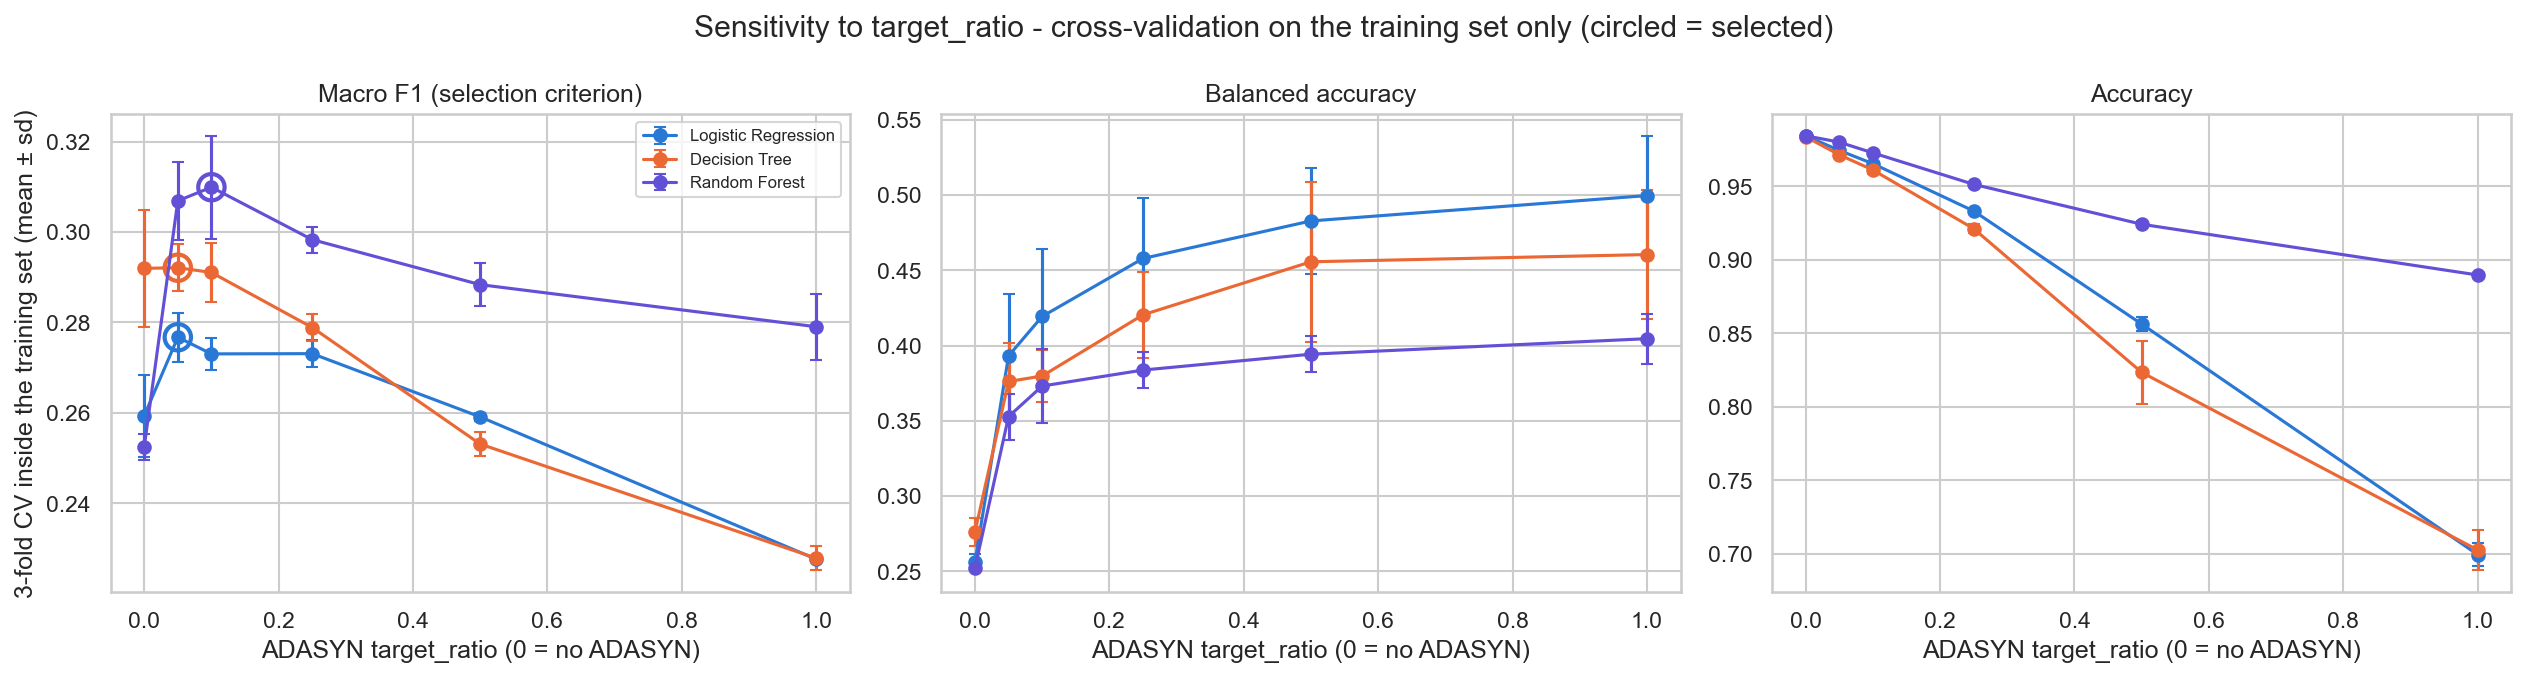 Sensitivity to target_ratio - cross-validation on the training set only (circled = selected)
Macro F1 (selection criterion)
3-fold CV inside the training set (mean ± sd)
0.32
0.30
0.28
0.26
0.24
Logistic Regression
Decision Tree
Random Forest
0.0 0.2 0.4 0.6 0.8 1.0
ADASYN target_ratio (0 = no ADASYN)
Balanced accuracy
0.55
0.50
0.45
0.40
0.35
0.30
0.25
0.0 0.2 0.4 0.6 0.8 1.0
ADASYN target_ratio (0 = no ADASYN)
Accuracy
0.95
0.90
0.85
0.80
0.75
0.70
0.0 0.2 0.4 0.6 0.8 1.0
ADASYN target_ratio (0 = no ADASYN)